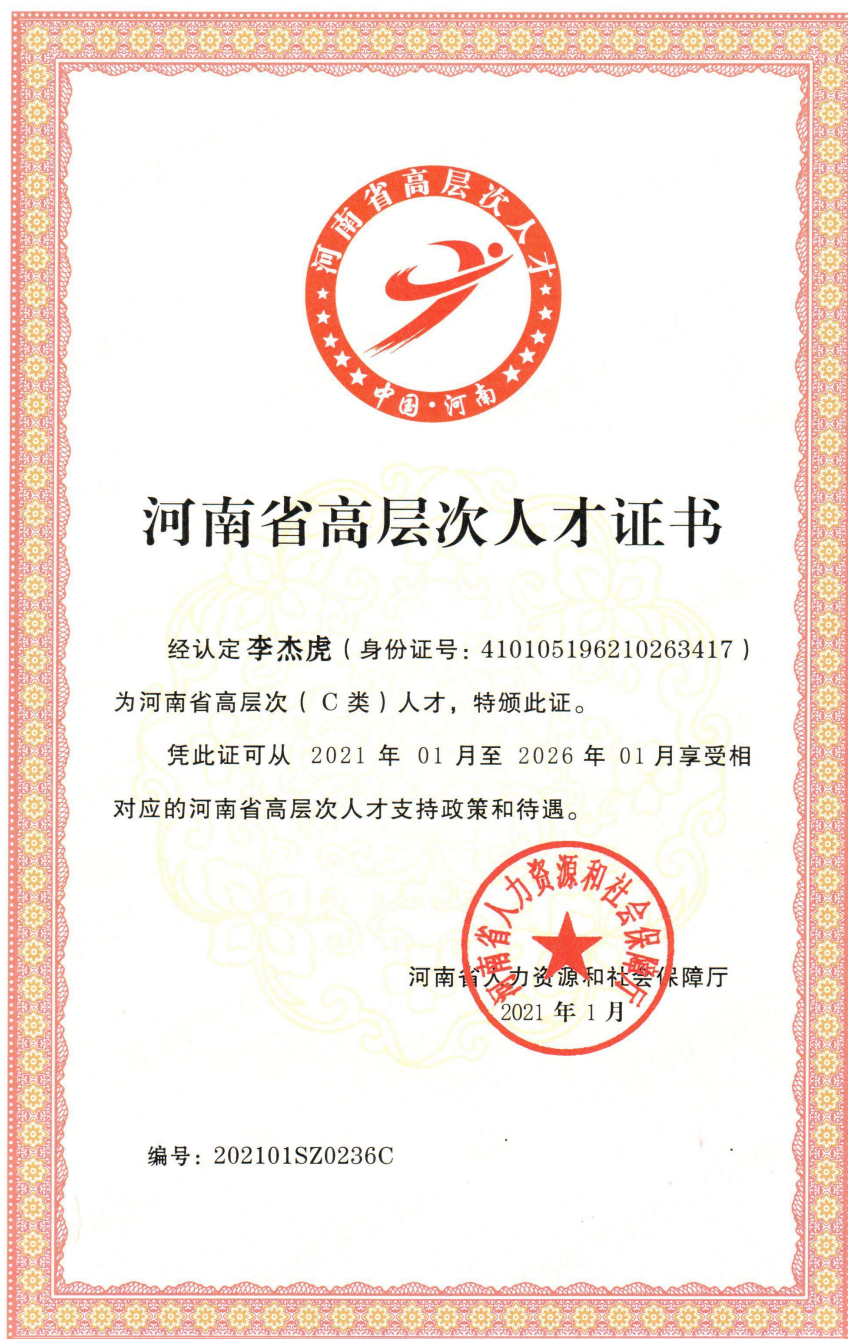 河南省高层次人才
中国·河南
河南省高层次人才证书
经认定李杰虎（身份证号：410105196210263417）
为河南省高层次（C类）人才，特颁此证。
凭此证可从 2021 年 01 月至 2026 年 01 月享受相
对应的河南省高层次人才支持政策和待遇。
河南省人力资源和社会保障厅
河南省人力资源和社会保障厅
2021 年 1 月
编号：202101SZ0236C